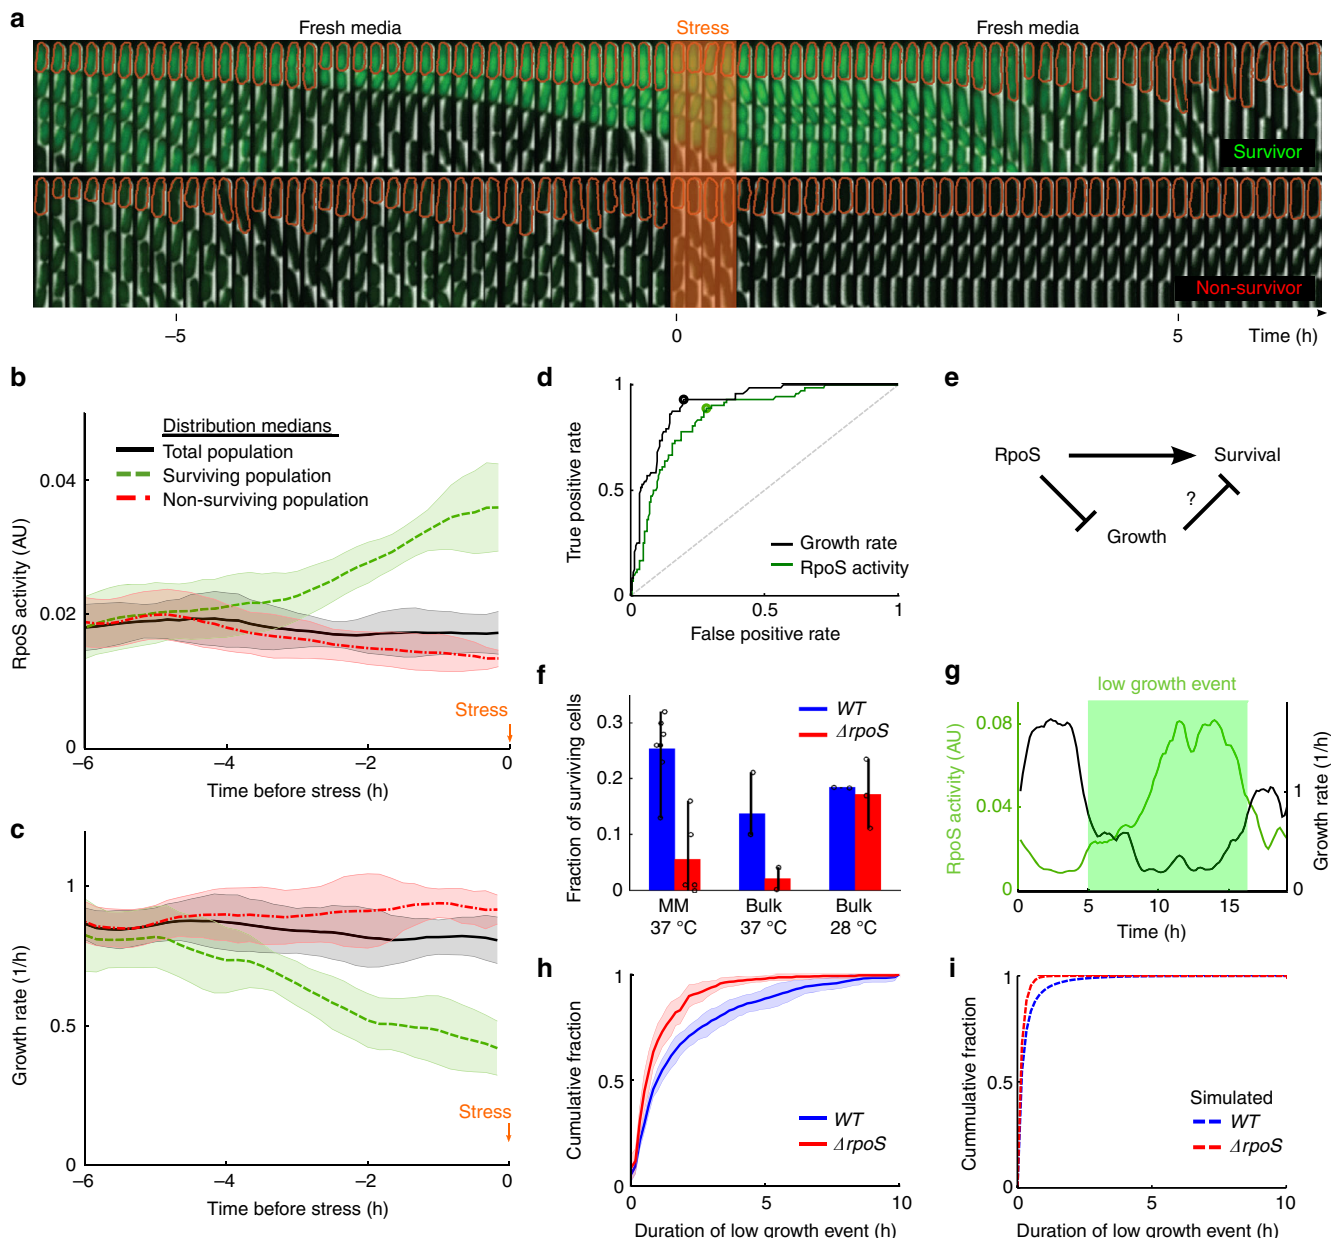 a
Fresh media
Stress
Fresh media
Survivor
Non-survivor
–5
0
5
Time (h)
b
Distribution medians
Total population
Surviving population
Non-surviving population
0.04
0.02
0
RpoS activity (AU)
Stress
–6
–4
–2
0
Time before stress (h)
c
1
0.5
0
Growth rate (1/h)
Stress
–6
–4
–2
0
Time before stress (h)
d
1
0.5
0
True positive rate
Growth rate
RpoS activity
0
0.5
1
False positive rate
e
RpoS
Survival
?
Growth
f
Fraction of surviving cells
0.3
0.2
0.1
0
WT
ΔrpoS
MM
37 °C
Bulk
37 °C
Bulk
28 °C
g
low growth event
RpoS activity (AU)
0.08
0.04
0
1
0
Growth rate (1/h)
0
5
10
15
Time (h)
h
1
0.5
0
Cumulative fraction
WT
ΔrpoS
0
5
10
Duration of low growth event (h)
i
1
0.5
0
Cummulative fraction
Simulated
WT
ΔrpoS
0
5
10
Duration of low growth event (h)